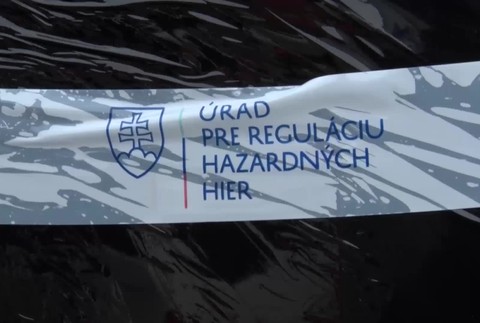 ÚRAD
PRE REGULÁCIU
HAZARDNÝCH
HIER